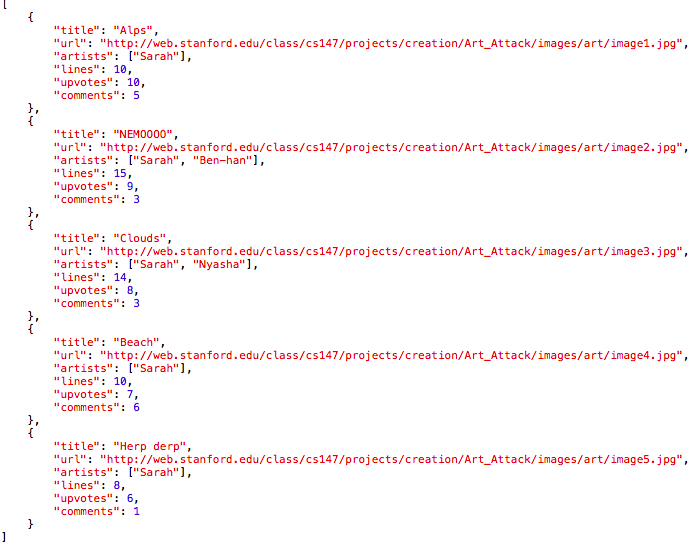 [
    {
        "title": "Alps",
        "url": "http://web.stanford.edu/class/cs147/projects/creation/Art_Attack/images/art/image1.jpg",
        "artists": ["Sarah"],
        "lines": 10,
        "upvotes": 10,
        "comments": 5
    },
    {
        "title": "NEMOOOO",
        "url": "http://web.stanford.edu/class/cs147/projects/creation/Art_Attack/images/art/image2.jpg",
        "artists": ["Sarah", "Ben-han"],
        "lines": 15,
        "upvotes": 9,
        "comments": 3
    },
    {
        "title": "Clouds",
        "url": "http://web.stanford.edu/class/cs147/projects/creation/Art_Attack/images/art/image3.jpg",
        "artists": ["Sarah", "Nyasha"],
        "lines": 14,
        "upvotes": 8,
        "comments": 3
    },
    {
        "title": "Beach",
        "url": "http://web.stanford.edu/class/cs147/projects/creation/Art_Attack/images/art/image4.jpg",
        "artists": ["Sarah"],
        "lines": 10,
        "upvotes": 7,
        "comments": 6
    },
    {
        "title": "Herp derp",
        "url": "http://web.stanford.edu/class/cs147/projects/creation/Art_Attack/images/art/image5.jpg",
        "artists": ["Sarah"],
        "lines": 8,
        "upvotes": 6,
        "comments": 1
    }
]